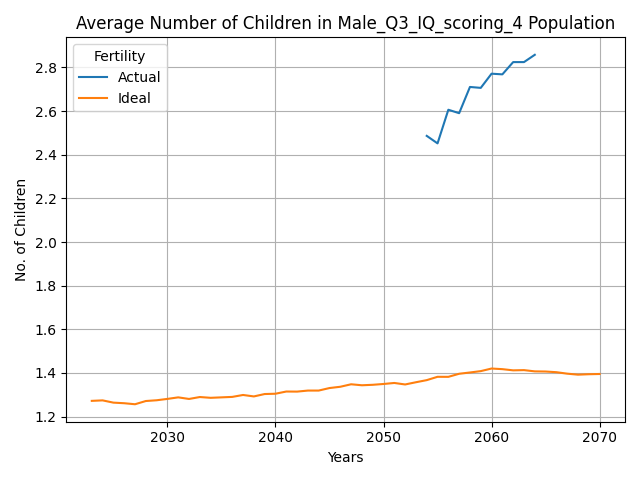 Average Number of Children in Male_Q3_IQ_scoring_4 Population
Fertility
Actual
Ideal
No. of Children
2.8
2.6
2.4
2.2
2.0
1.8
1.6
1.4
1.2
2030
2040
2050
2060
2070
Years